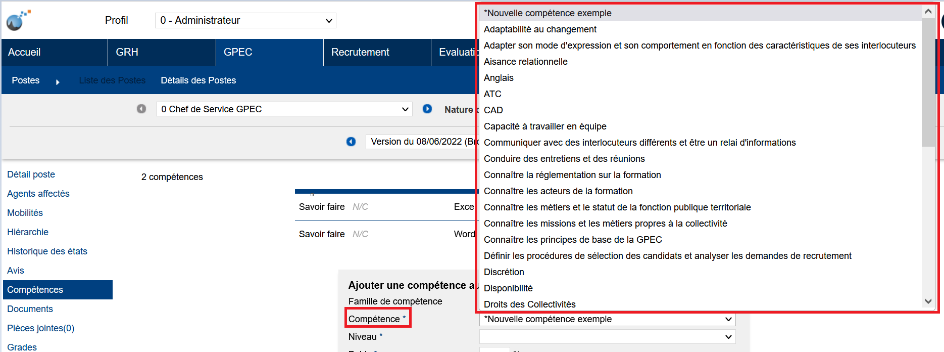 Profil 0 - Administrateur
Accueil GRH GPEC Recrutement
Postes Liste des Postes Détails des Postes
0 Chef de Service GPEC Nature
Version du 08/06/2022
Détail poste
Agents affectés
Mobilités
Hiérarchie
Historique des états
Avis
Compétences
Documents
Pièces jointes(0)
Grades
2 compétences
Savoir faire N/C
Savoir faire N/C Word
Ajouter une compétence
Famille de compétence
Compétence * *Nouvelle compétence exemple
Niveau *
*Nouvelle compétence exemple
Adaptabilité au changement
Adapter son mode d'expression et son comportement en fonction des caractéristiques de ses interlocuteurs
Aisance relationnelle
Anglais
ATC
CAD
Capacité à travailler en équipe
Communiquer avec des interlocuteurs différents et être un relai d'informations
Conduire des entretiens et des réunions
Connaître la réglementation sur la formation
Connaître les acteurs de la formation
Connaître les métiers et le statut de la fonction publique territoriale
Connaître les missions et les métiers propres à la collectivité
Connaître les principes de base de la GPEC
Définir les procédures de sélection des candidats et analyser les demandes de recrutement
Discrétion
Disponibilité
Droits des Collectivités